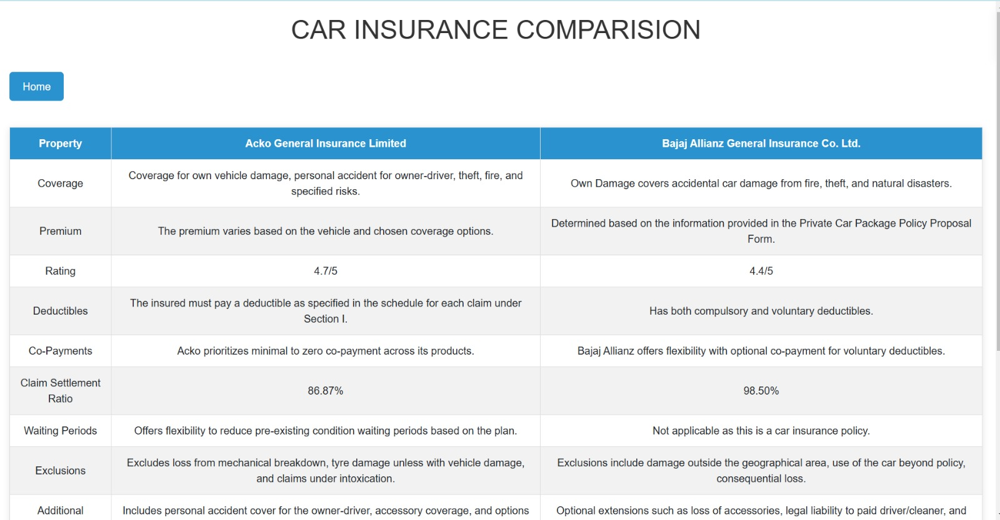 CAR INSURANCE COMPARISION
Home
Property
Acko General Insurance Limited
Bajaj Allianz General Insurance Co. Ltd.
Coverage
Coverage for own vehicle damage, personal accident for owner-driver, theft, fire, and
specified risks.
Own Damage covers accidental car damage from fire, theft, and natural disasters.
Premium
The premium varies based on the vehicle and chosen coverage options.
Determined based on the information provided in the Private Car Package Policy Proposal
Form.
Rating
4.7/5
4.4/5
Deductibles
The insured must pay a deductible as specified in the schedule for each claim under
Section I.
Has both compulsory and voluntary deductibles.
Co-Payments
Acko prioritizes minimal to zero co-payment across its products.
Bajaj Allianz offers flexibility with optional co-payment for voluntary deductibles.
Claim Settlement
Ratio
86.87%
98.50%
Waiting Periods
Offers flexibility to reduce pre-existing condition waiting periods based on the plan.
Not applicable as this is a car insurance policy.
Exclusions
Excludes loss from mechanical breakdown, tyre damage unless with vehicle damage,
and claims under intoxication.
Exclusions include damage outside the geographical area, use of the car beyond policy,
consequential loss.
Additional
Includes personal accident cover for the owner-driver, accessory coverage, and options
Optional extensions such as loss of accessories, legal liability to paid driver/cleaner, and